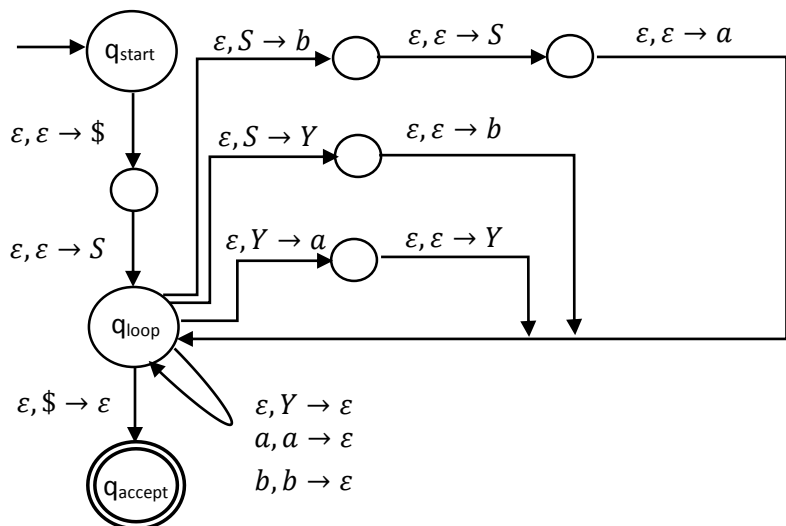 q_start
ε, S → b
ε, ε → S
ε, ε → a
ε, ε → $
ε, S → Y
ε, ε → b
ε, ε → S
ε, Y → a
ε, ε → Y
q_loop
ε, $ → ε
ε, Y → ε
a, a → ε
b, b → ε
q_accept